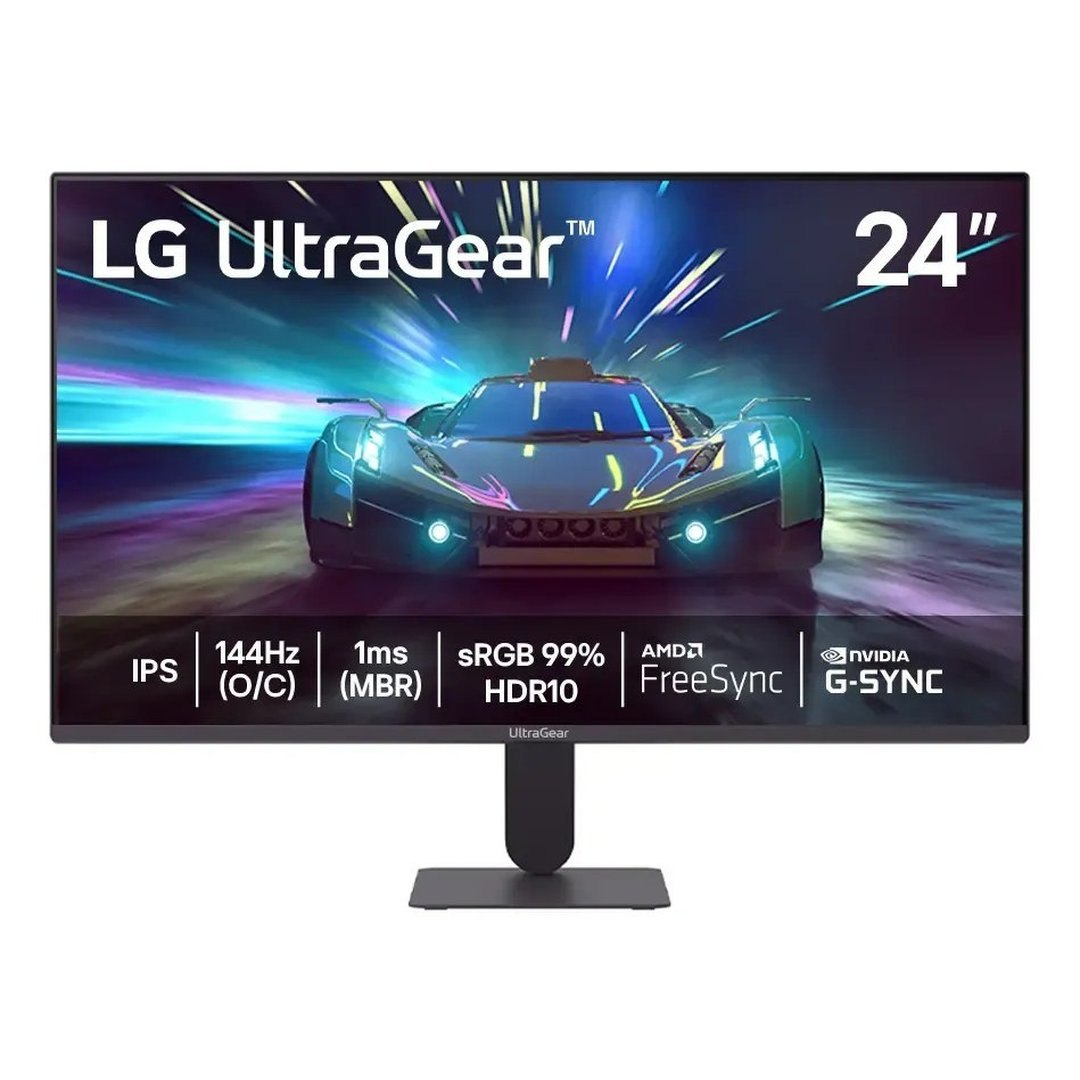 LG UltraGear™
24"
IPS
144Hz
(O/C)
1ms
(MBR)
sRGB 99%
HDR10
AMD
FreeSync
NVIDIA
G-SYNC
UltraGear